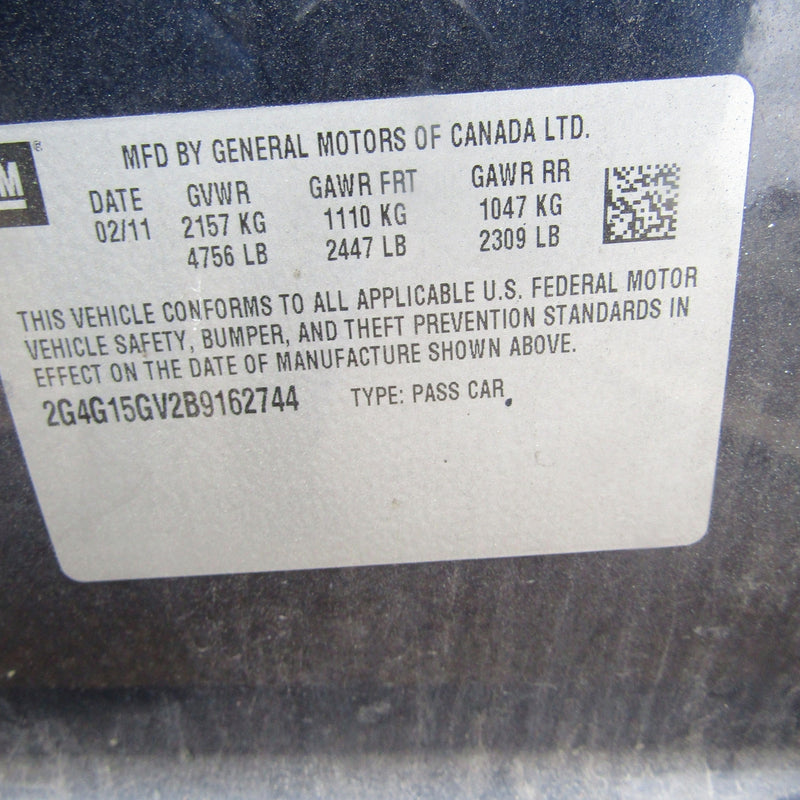 M®
MFD BY GENERAL MOTORS OF CANADA LTD.
DATE GVWR GAWR FRT GAWR RR
02/11 2157 KG 1110 KG 1047 KG
4756 LB 2447 LB 2309 LB
THIS VEHICLE CONFORMS TO ALL APPLICABLE U.S. FEDERAL MOTOR
VEHICLE SAFETY, BUMPER, AND THEFT PREVENTION STANDARDS IN
EFFECT ON THE DATE OF MANUFACTURE SHOWN ABOVE.
2G4G15GV2B9162744 TYPE: PASS CAR